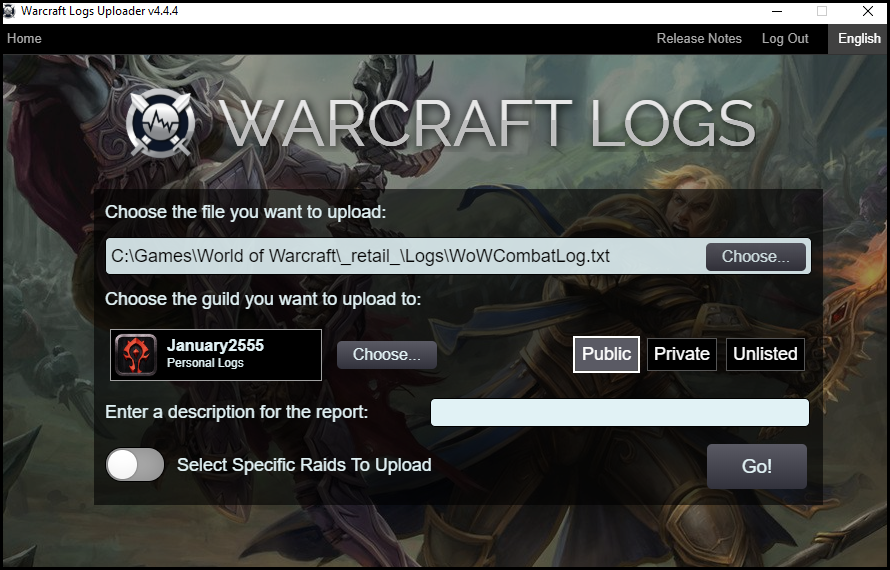 Warcraft Logs Uploader v4.4.4
Home Release Notes Log Out English
WARCRAFT LOGS
Choose the file you want to upload:
C:\Games\World of Warcraft\_retail_\Logs\WoWCombatLog.txt Choose...
Choose the guild you want to upload to:
January2555
Personal Logs
Choose... Public Private Unlisted
Enter a description for the report:
Select Specific Raids To Upload Go!